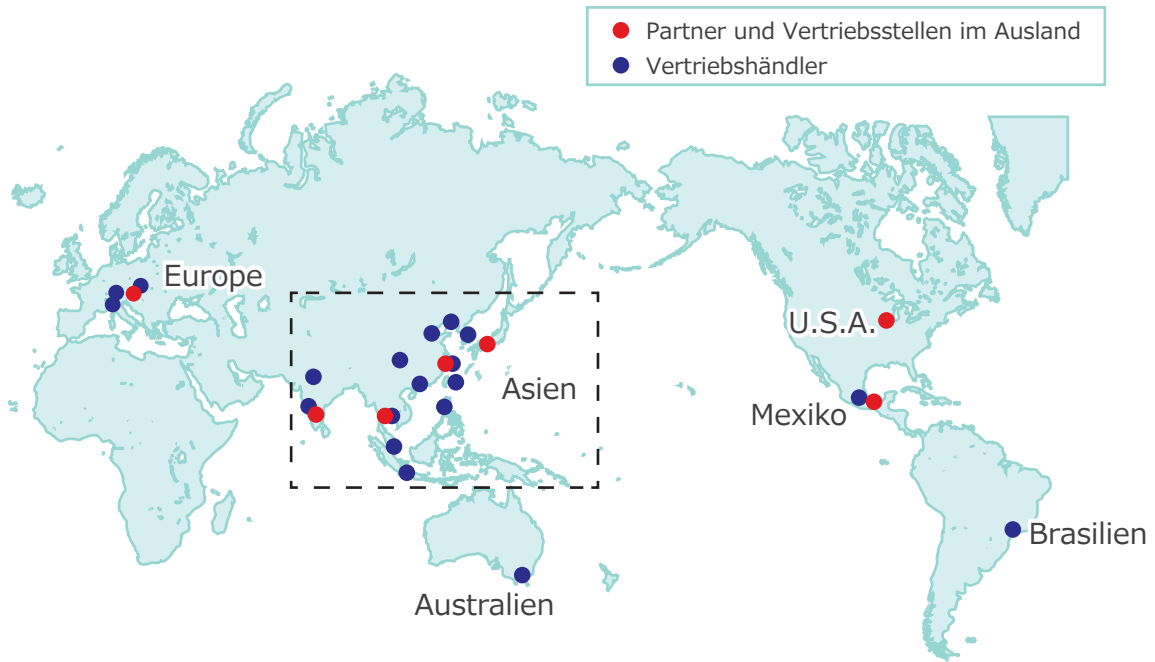 Partner und Vertriebsstellen im Ausland
Vertriebshändler
Europe
U.S.A.
Asien
Mexiko
Brasilien
Australien